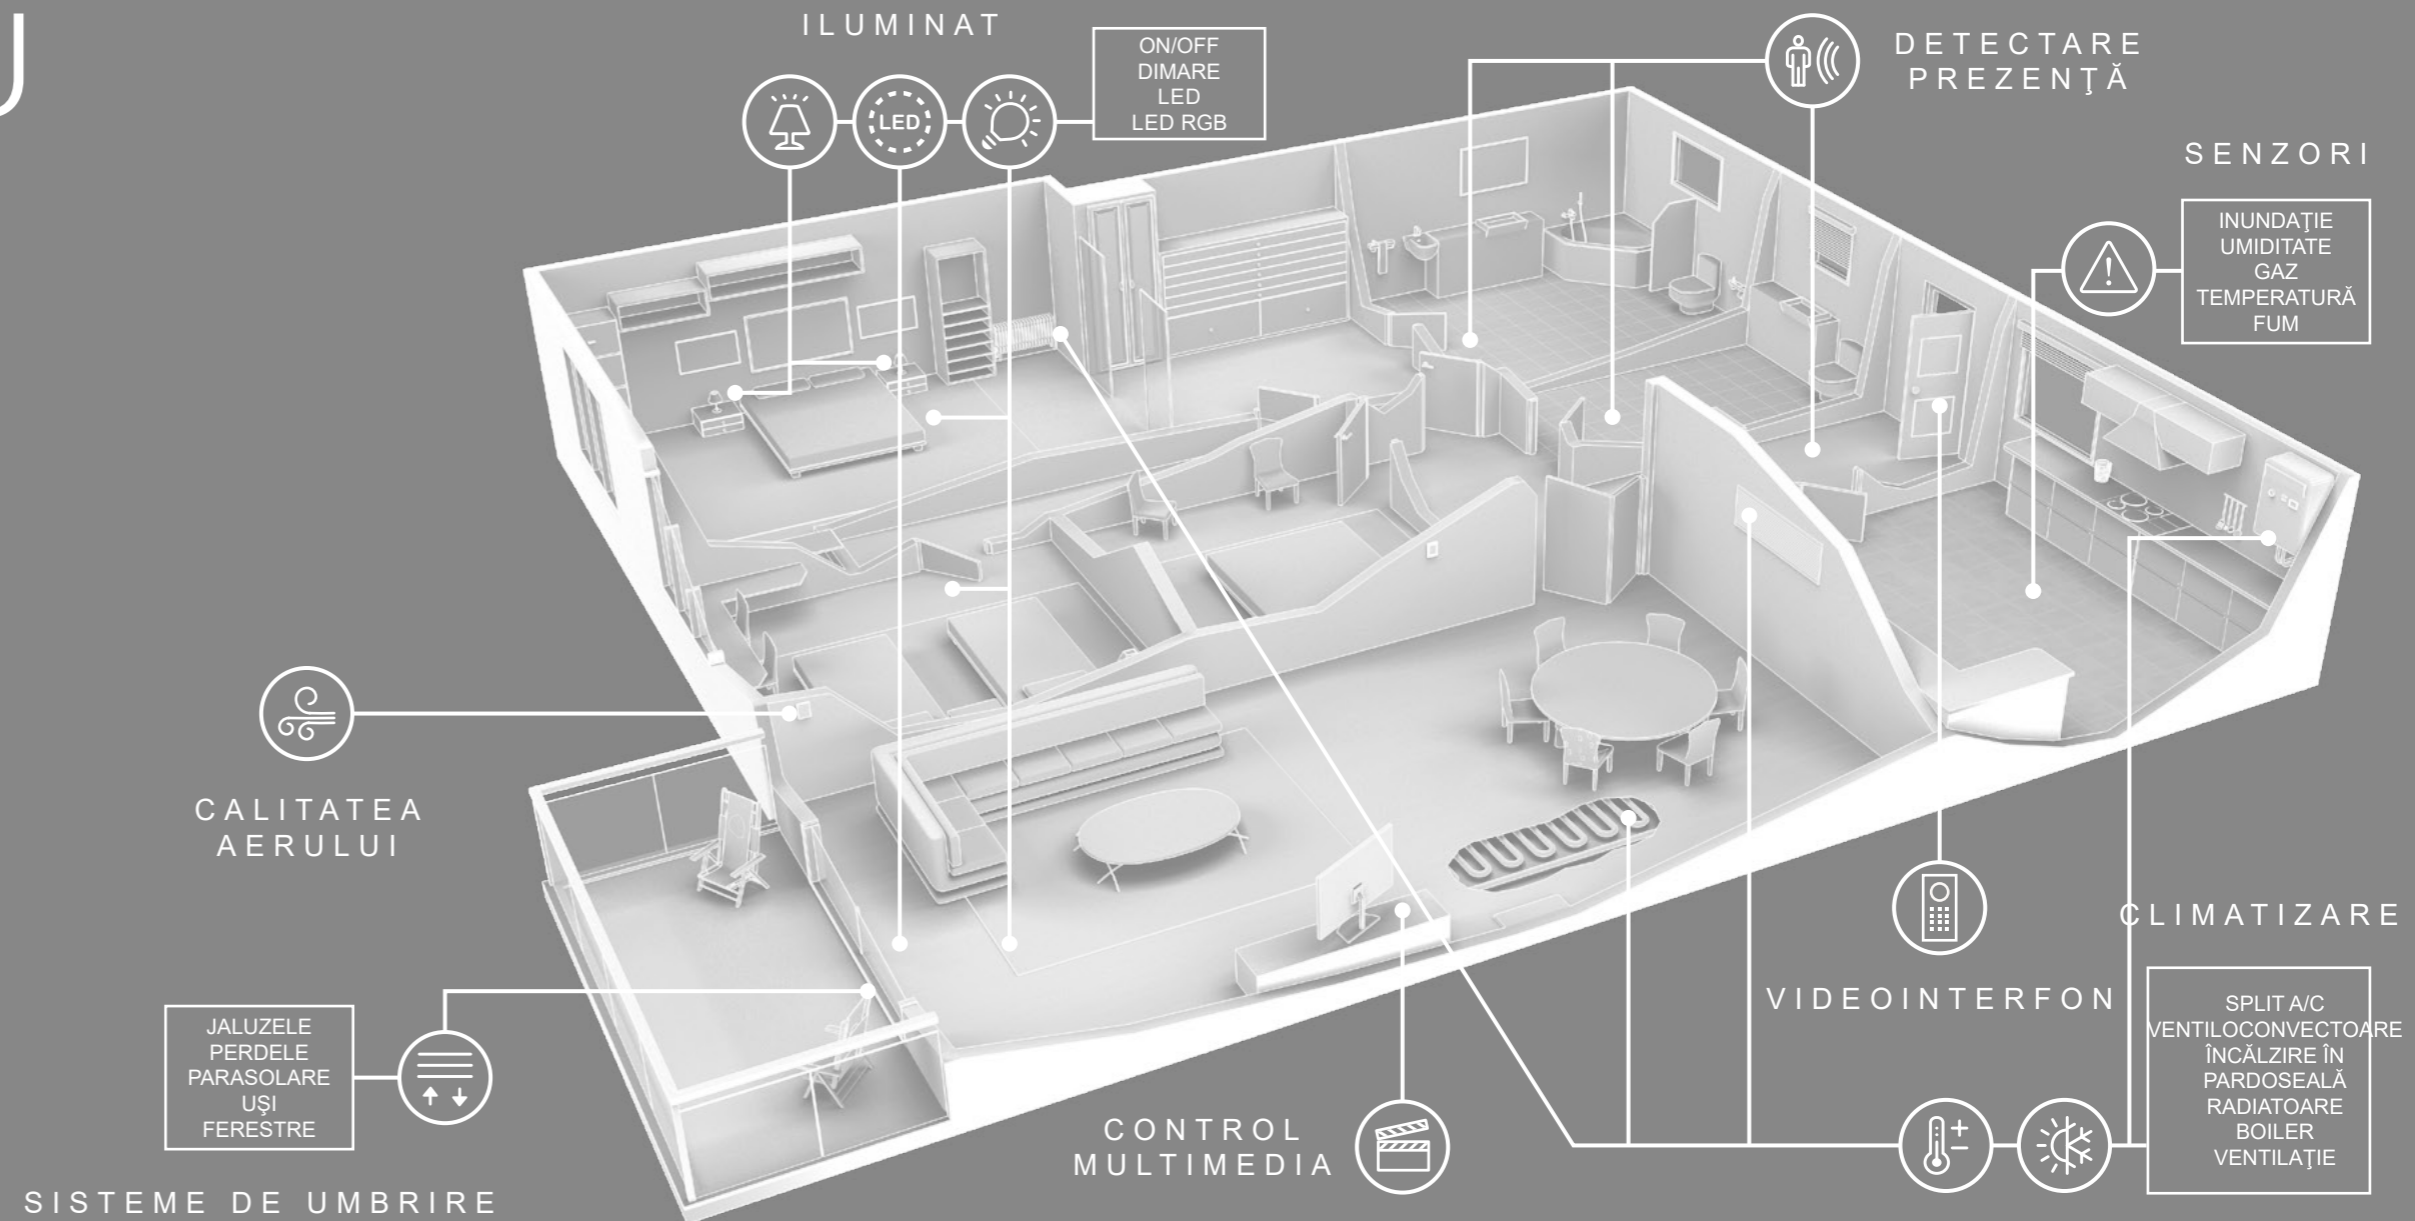 ILUMINAT
ON/OFF
DIMARE
LED
LED RGB
LED
DETECTARE
PREZENŢĂ
SENZORI
INUNDAŢIE
UMIDITATE
GAZ
TEMPERATURĂ
FUM
CALITATEA
AERULUI
JALUZELE
PERDELE
PARASOLARE
UŞI
FERESTRE
SISTEME DE UMBRIRE
CONTROL
MULTIMEDIA
VIDEOINTERFON
CLIMATIZARE
SPLIT A/C
VENTILOCONVECTOARE
ÎNCĂLZIRE ÎN
PARDOSEALĂ
RADIATOARE
BOILER
VENTILAŢIE